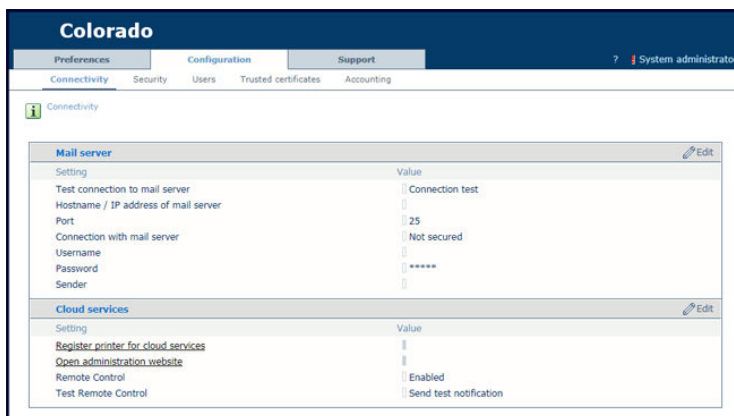 Colorado
Preferences Configuration Support ? System administrato
Connectivity Security Users Trusted certificates Accounting
i Connectivity
Mail server Edit
Setting Value
Test connection to mail server Connection test
Hostname / IP address of mail server
Port 25
Connection with mail server Not secured
Username
Password *****
Sender
Cloud services Edit
Setting Value
Register printer for cloud services
Open administration website
Remote Control Enabled
Test Remote Control Send test notification